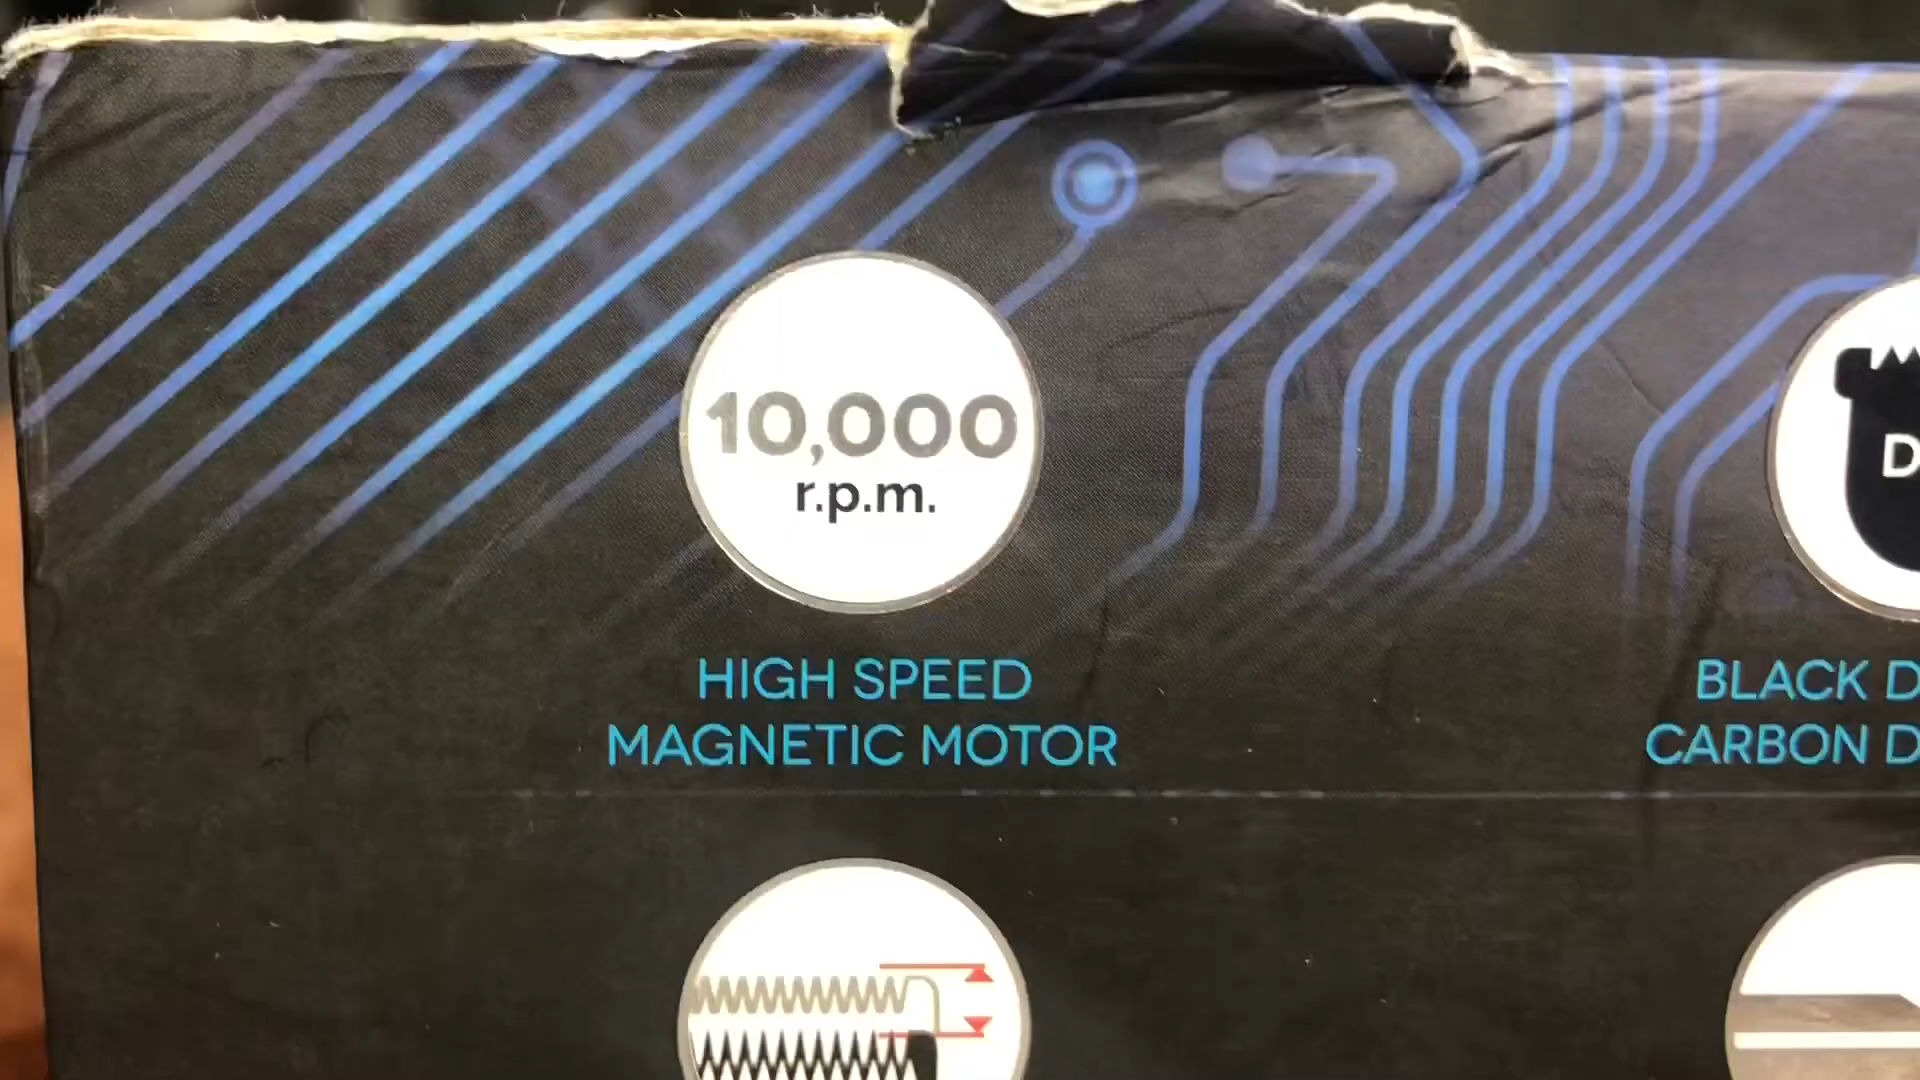 10,000
r.p.m.
HIGH SPEED
MAGNETIC MOTOR
BLACK
CARBON